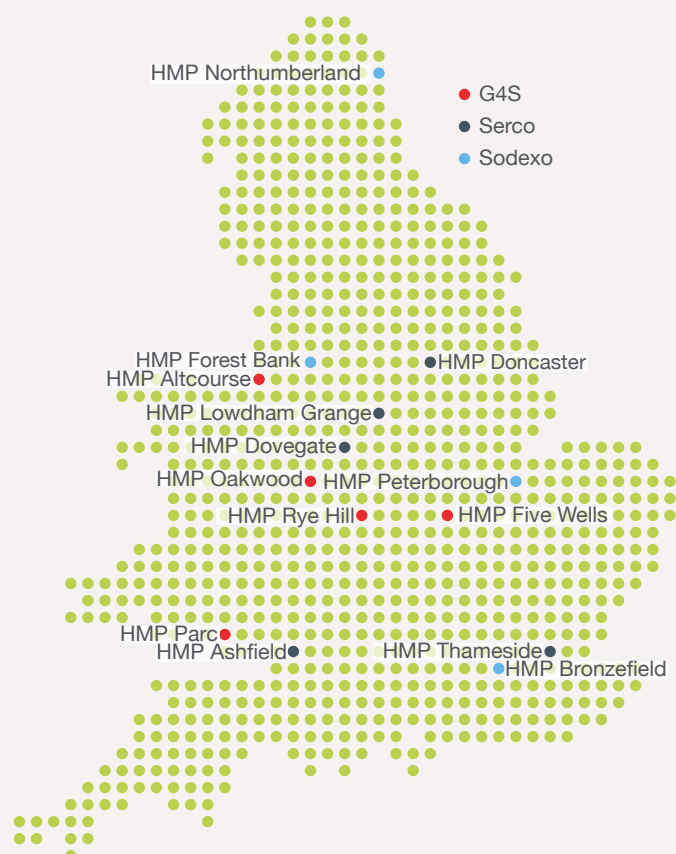 HMP Northumberland
G4S
Serco
Sodexo
HMP Forest Bank
HMP Doncaster
HMP Altcourse
HMP Lowdham Grange
HMP Dovegate
HMP Oakwood
HMP Peterborough
HMP Rye Hill
HMP Five Wells
HMP Parc
HMP Ashfield
HMP Thameside
HMP Bronzefield